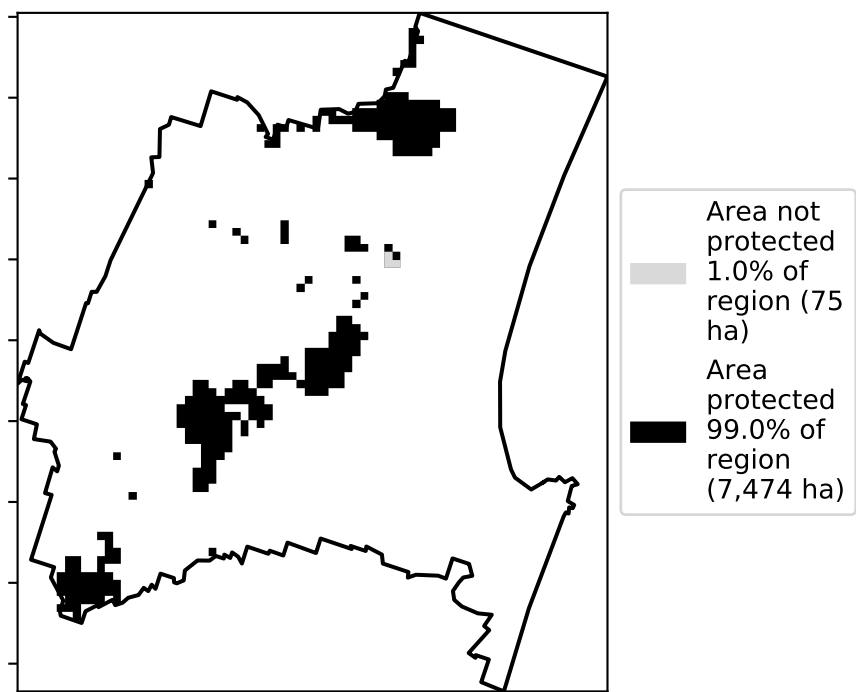 Area not
protected
1.0% of
region (75
ha)
Area
protected
99.0% of
region
(7,474 ha)